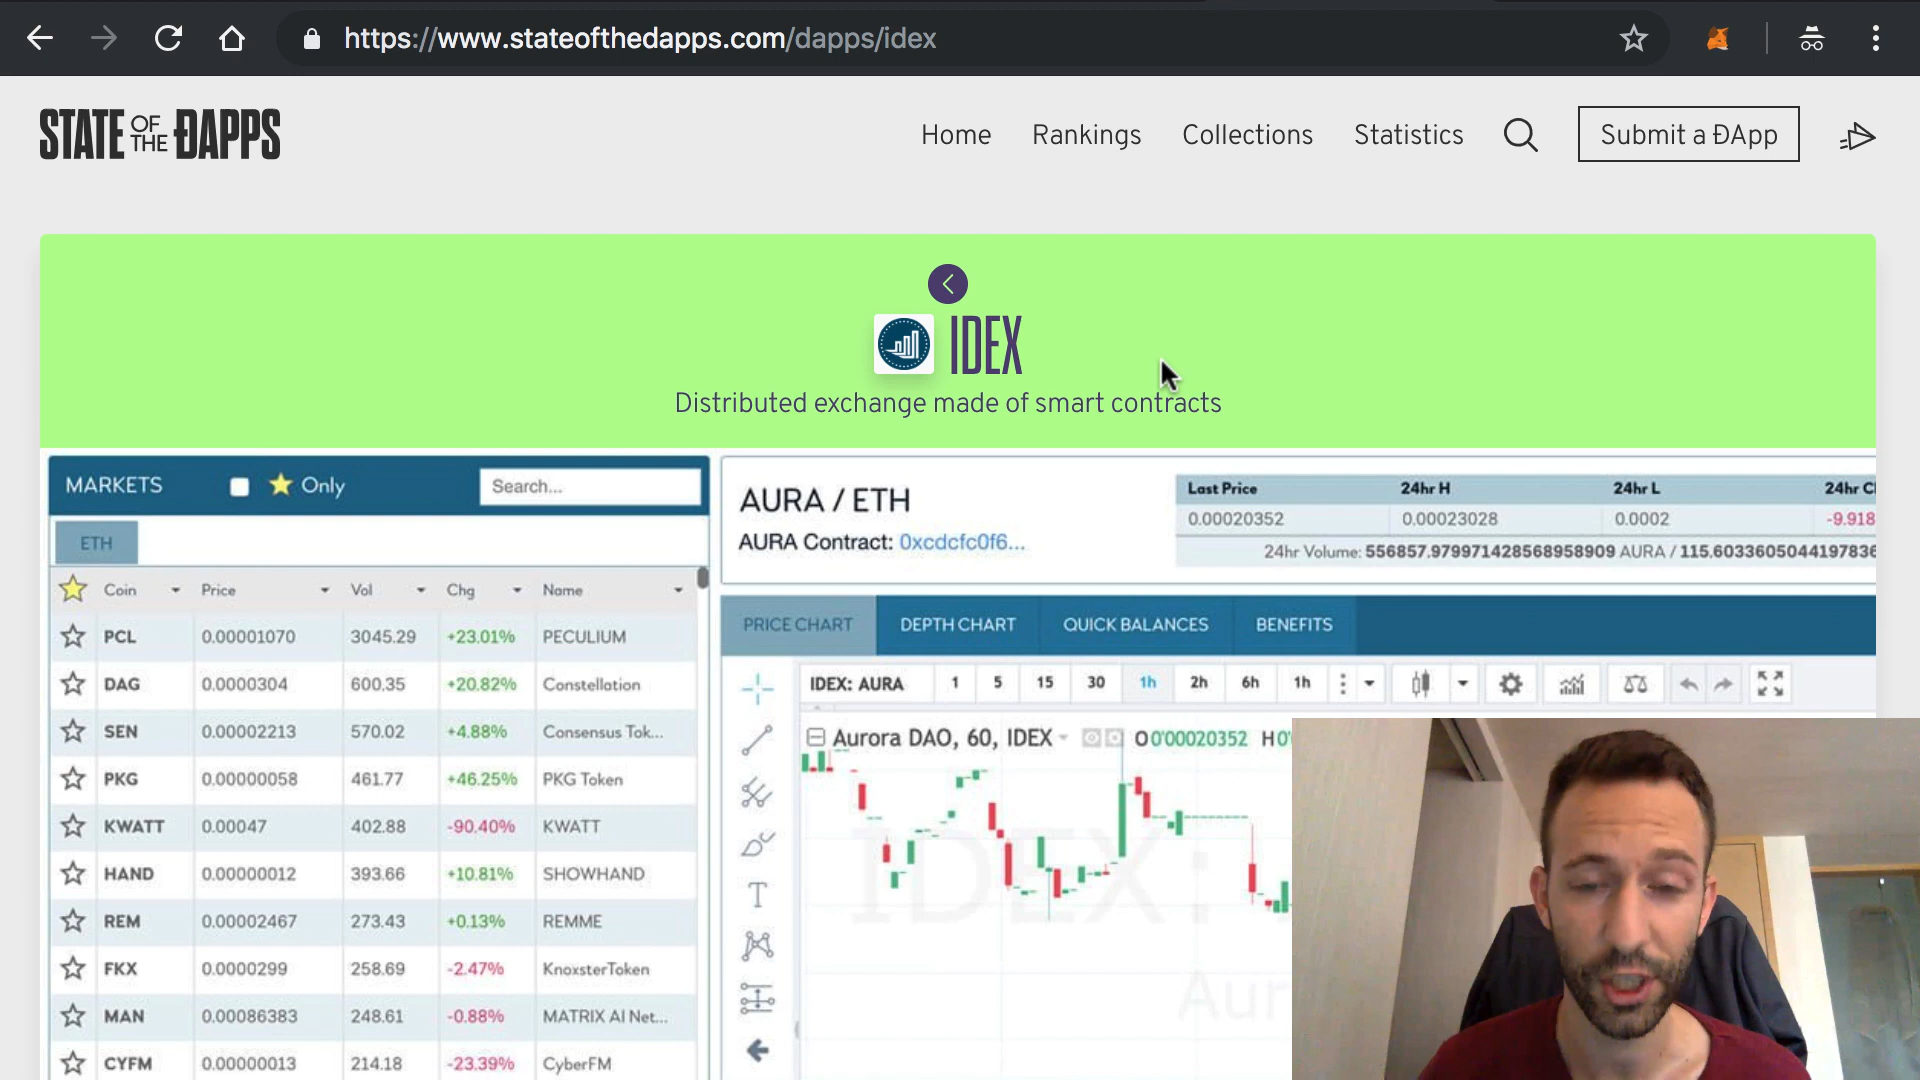 https://www.stateofthedapps.com/dapps/idex
STATE OF THE ÐAPPS
Home Rankings Collections Statistics Submit a ÐApp
IDEX
Distributed exchange made of smart contracts
MARKETS Only Search...
ETH
Coin Price Vol Chg Name
PCL 0.00001070 3045.29 +23.01% PECULIUM
DAG 0.0000304 600.35 +20.82% Constellation
SEN 0.00002213 570.02 +4.88% Consensus Tok...
PKG 0.00000058 461.77 +46.25% PKG Token
KWATT 0.00047 402.88 -90.40% KWATT
HAND 0.00000012 393.66 +10.81% SHOWHAND
REM 0.00002467 273.43 +0.13% REMME
FKX 0.0000299 258.69 -2.47% KnoxsterToken
MAN 0.00086383 248.61 -0.88% MATRIX AI Net...
CYFM 0.00000013 214.18 -23.39% CyberFM
AURA / ETH
AURA Contract: 0xcdcfc0f6...
Last Price 24hr H 24hr L 24hr C
0.00020352 0.00023028 0.0002 -9.918
24hr Volume: 556857.979971428568958909 AURA / 115.6033605044197836
PRICE CHART DEPTH CHART QUICK BALANCES BENEFITS
IDEX: AURA 1 5 15 30 1h 2h 6h 1h
Aurora DAO, 60, IDEX O0'00020352 H0'
IDEX:
Aur